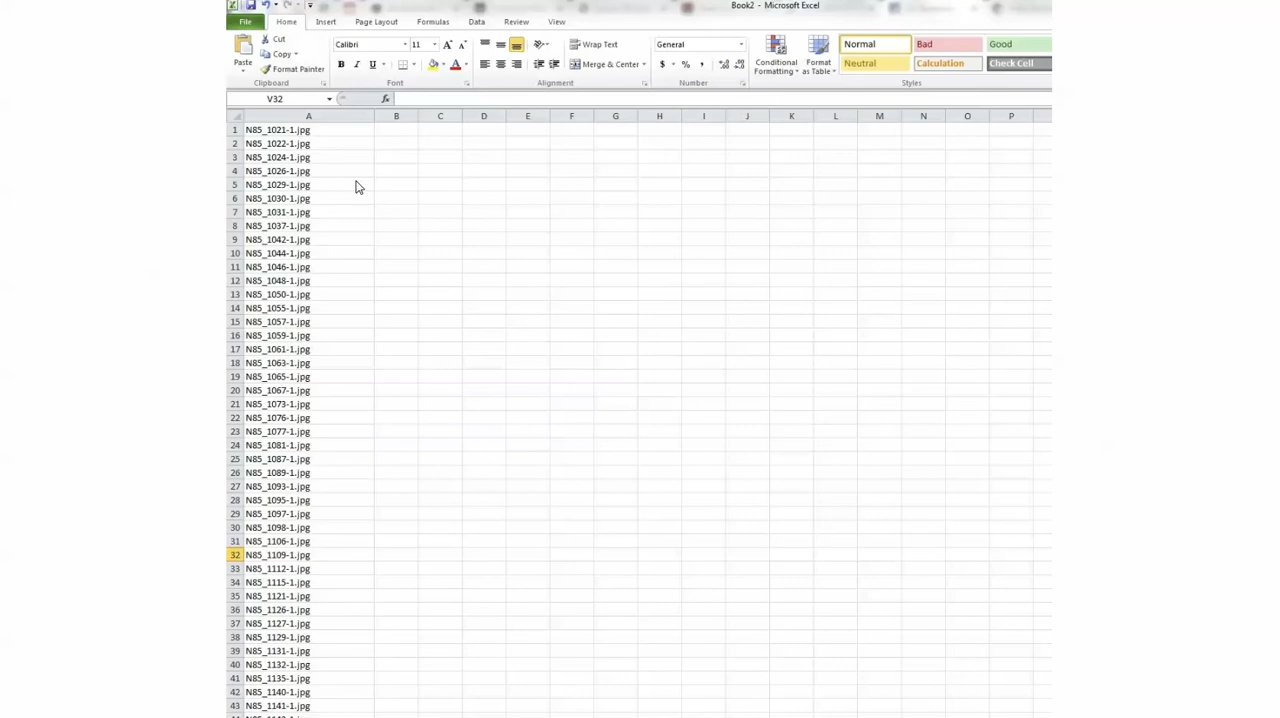 Book2 - Microsoft Excel
File Home Insert Page Layout Formulas Data Review View
Paste
Cut
Copy
Format Painter
Clipboard
Calibri 11 A A
B I U A
Font
Wrap Text
Merge & Center
Alignment
General
$ % ,
Number
Conditional Formatting
Format as Table
Normal Bad Good
Neutral Calculation Check Cell
Styles
V32 fx
A B C D E F G H I J K L M N O P
1 N85_1021-1.jpg
2 N85_1022-1.jpg
3 N85_1024-1.jpg
4 N85_1026-1.jpg
5 N85_1029-1.jpg
6 N85_1030-1.jpg
7 N85_1031-1.jpg
8 N85_1037-1.jpg
9 N85_1042-1.jpg
10 N85_1044-1.jpg
11 N85_1046-1.jpg
12 N85_1048-1.jpg
13 N85_1050-1.jpg
14 N85_1055-1.jpg
15 N85_1057-1.jpg
16 N85_1059-1.jpg
17 N85_1061-1.jpg
18 N85_1063-1.jpg
19 N85_1065-1.jpg
20 N85_1067-1.jpg
21 N85_1073-1.jpg
22 N85_1076-1.jpg
23 N85_1077-1.jpg
24 N85_1081-1.jpg
25 N85_1087-1.jpg
26 N85_1089-1.jpg
27 N85_1093-1.jpg
28 N85_1095-1.jpg
29 N85_1097-1.jpg
30 N85_1098-1.jpg
31 N85_1106-1.jpg
32 N85_1109-1.jpg
33 N85_1112-1.jpg
34 N85_1115-1.jpg
35 N85_1121-1.jpg
36 N85_1126-1.jpg
37 N85_1127-1.jpg
38 N85_1129-1.jpg
39 N85_1131-1.jpg
40 N85_1132-1.jpg
41 N85_1135-1.jpg
42 N85_1140-1.jpg
43 N85_1141-1.jpg